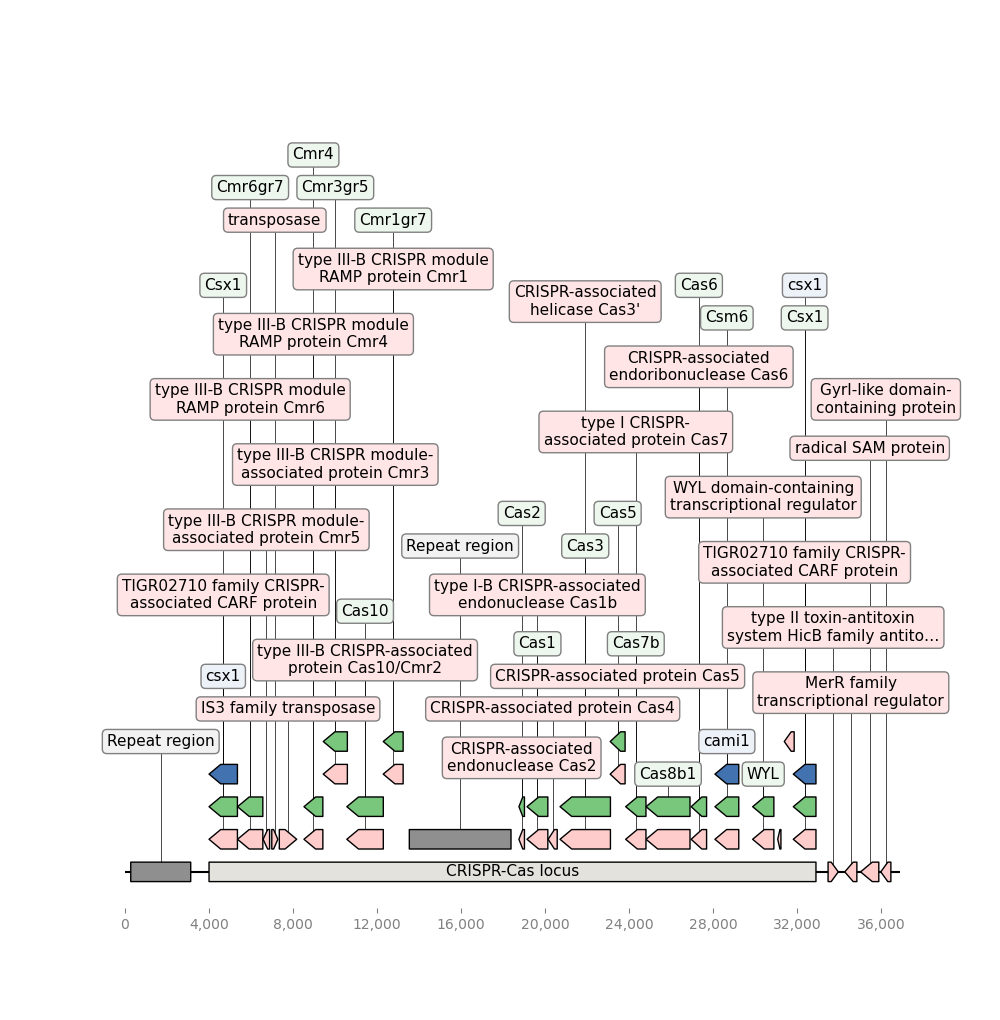 Cmr4
Cmr6gr7
Cmr3gr5
transposase
Cmr1gr7
type III-B CRISPR module
RAMP protein Cmr1
Csx1
CRISPR-associated
helicase Cas3'
Cas6
csx1
Csm6
Csx1
type III-B CRISPR module
RAMP protein Cmr4
CRISPR-associated
endoribonuclease Cas6
type III-B CRISPR module
RAMP protein Cmr6
GyrI-like domain-
containing protein
type I CRISPR-
associated protein Cas7
radical SAM protein
type III-B CRISPR module-
associated protein Cmr3
WYL domain-containing
transcriptional regulator
Cas2
Cas5
type III-B CRISPR module-
associated protein Cmr5
Repeat region
Cas3
TIGR02710 family CRISPR-
associated CARF protein
TIGR02710 family CRISPR-
associated CARF protein
type I-B CRISPR-associated
endonuclease Cas1b
Cas10
type II toxin-antitoxin
system HicB family antito…
Cas1
Cas7b
type III-B CRISPR-associated
protein Cas10/Cmr2
csx1
CRISPR-associated protein Cas5
MerR family
transcriptional regulator
IS3 family transposase
CRISPR-associated protein Cas4
Repeat region
cami1
CRISPR-associated
endonuclease Cas2
Cas8b1
WYL
CRISPR-Cas locus
0
4,000
8,000
12,000
16,000
20,000
24,000
28,000
32,000
36,000